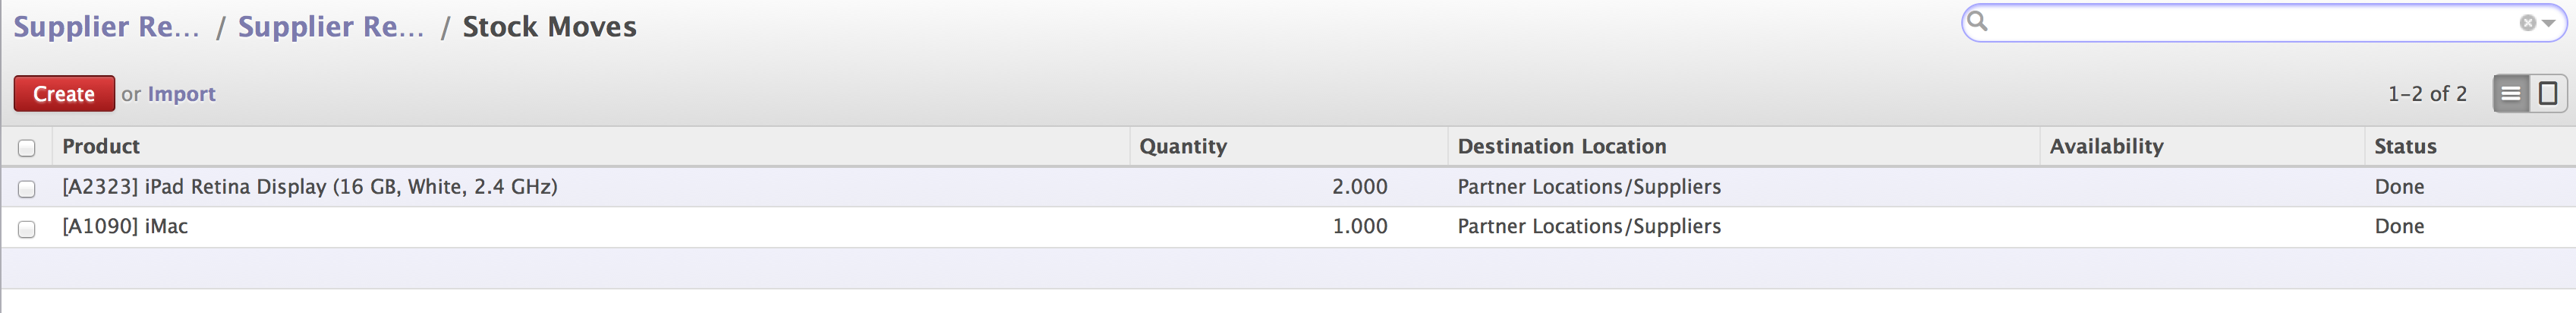 Supplier Re... / Supplier Re... / Stock Moves
Create or Import
1-2 of 2
Product Quantity Destination Location Availability Status
[A2323] iPad Retina Display (16 GB, White, 2.4 GHz) 2.000 Partner Locations/Suppliers Done
[A1090] iMac 1.000 Partner Locations/Suppliers Done